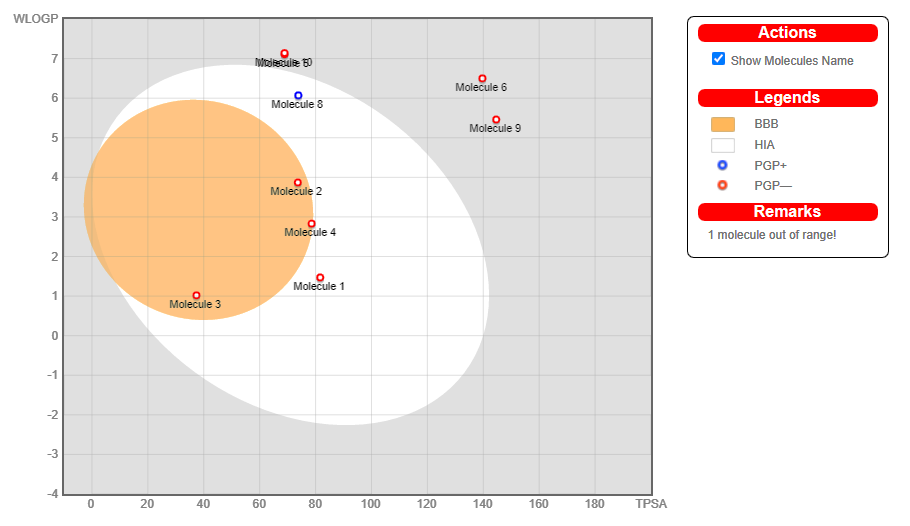 WLOGP
7
6
5
4
3
2
1
0
-1
-2
-3
-4
0 20 40 60 80 100 120 140 160 180 TPSA
Molecule 10
Molecule 6
Molecule 8
Molecule 9
Molecule 2
Molecule 4
Molecule 1
Molecule 3
Actions
Show Molecules Name
Legends
BBB
HIA
PGP+
PGP—
Remarks
1 molecule out of range!